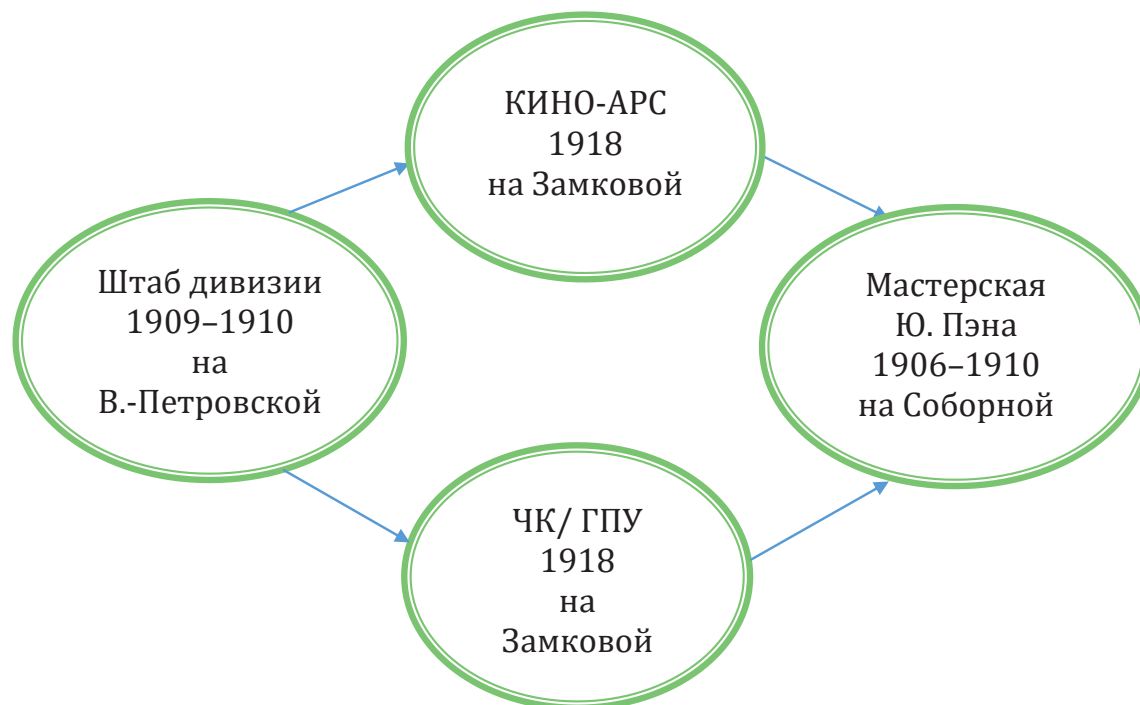 КИНО-АРС
1918
на Замковой
Штаб дивизии
1909–1910
на
В.-Петровской
Мастерская
Ю. Пэна
1906–1910
на Соборной
ЧК/ ГПУ
1918
на
Замковой